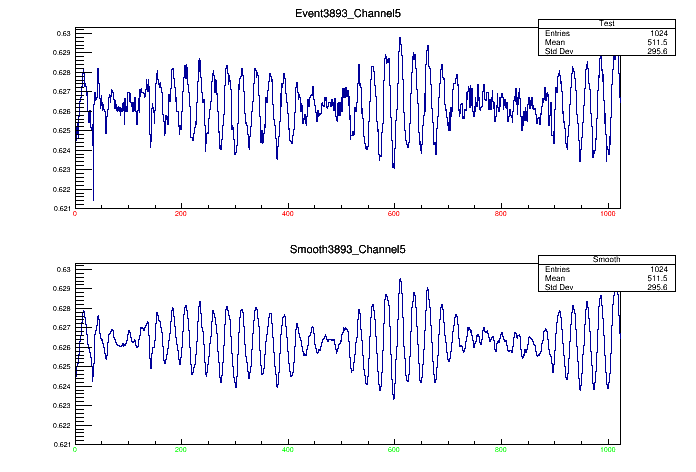 Event3893_Channel5
Test
Entries 1024
Mean 511.5
Std Dev 295.6
0.63
0.629
0.628
0.627
0.626
0.625
0.624
0.623
0.622
0.621
0 200 400 600 800 1000
Smooth3893_Channel5
Smooth
Entries 1024
Mean 511.5
Std Dev 295.6
0.63
0.629
0.628
0.627
0.626
0.625
0.624
0.623
0.622
0.621
0 200 400 600 800 1000